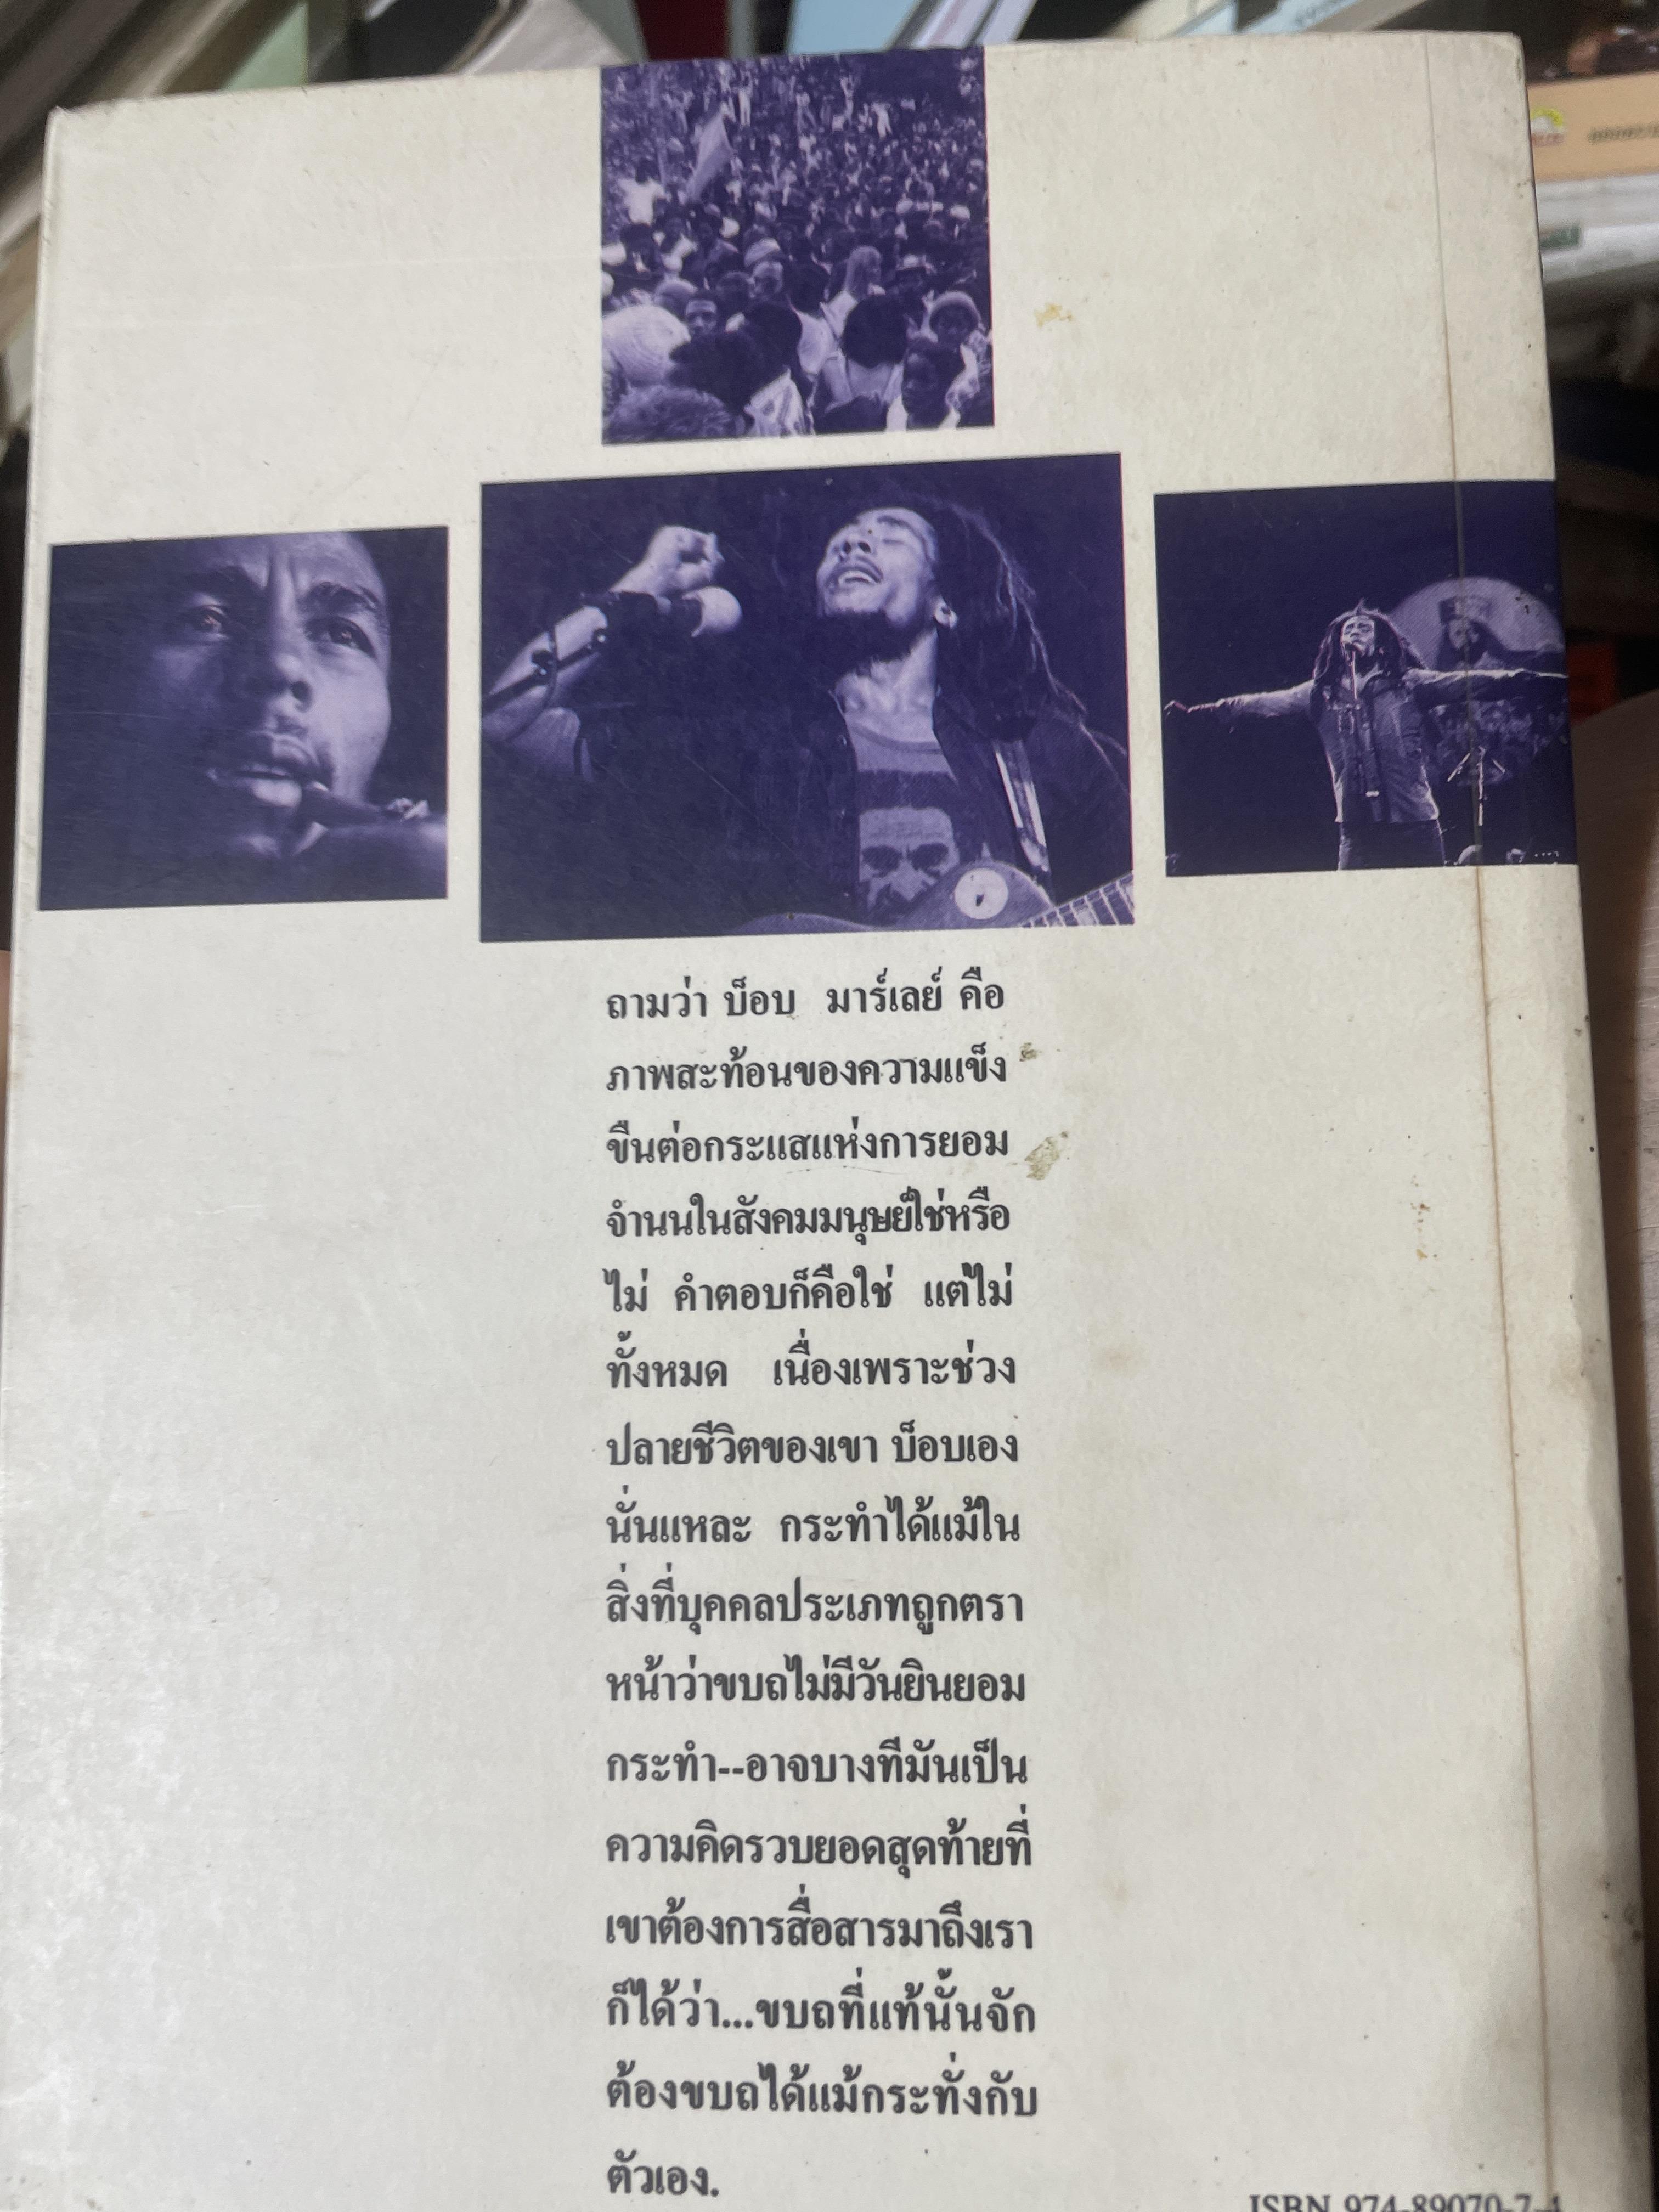 ถามว่า บ็อบ มาร์เลย์ คือ
ภาพสะท้อนของความแข็ง
ขืนต่อกระแสแห่งการยอม
จำนนในสังคมมนุษย์ใช่หรือ
ไม่ คำตอบก็คือใช่ แต่ไม่
ทั้งหมด เนื่องเพราะช่วง
ปลายชีวิตของเขา บ็อบเอง
นั่นแหละ กระทำได้แม้ใน
สิ่งที่บุคคลประเภทถูกตรา
หน้าว่าขบถไม่มีวันยินยอม
กระทำ--อาจบางทีมันเป็น
ความคิดรวบยอดสุดท้ายที่
เขาต้องการสื่อสารมาถึงเรา
ก็ได้ว่า...ขบถที่แท้นั้นจัก
ต้องขบถได้แม้กระทั่งกับ
ตัวเอง.
ISBN 974-89070-7-4